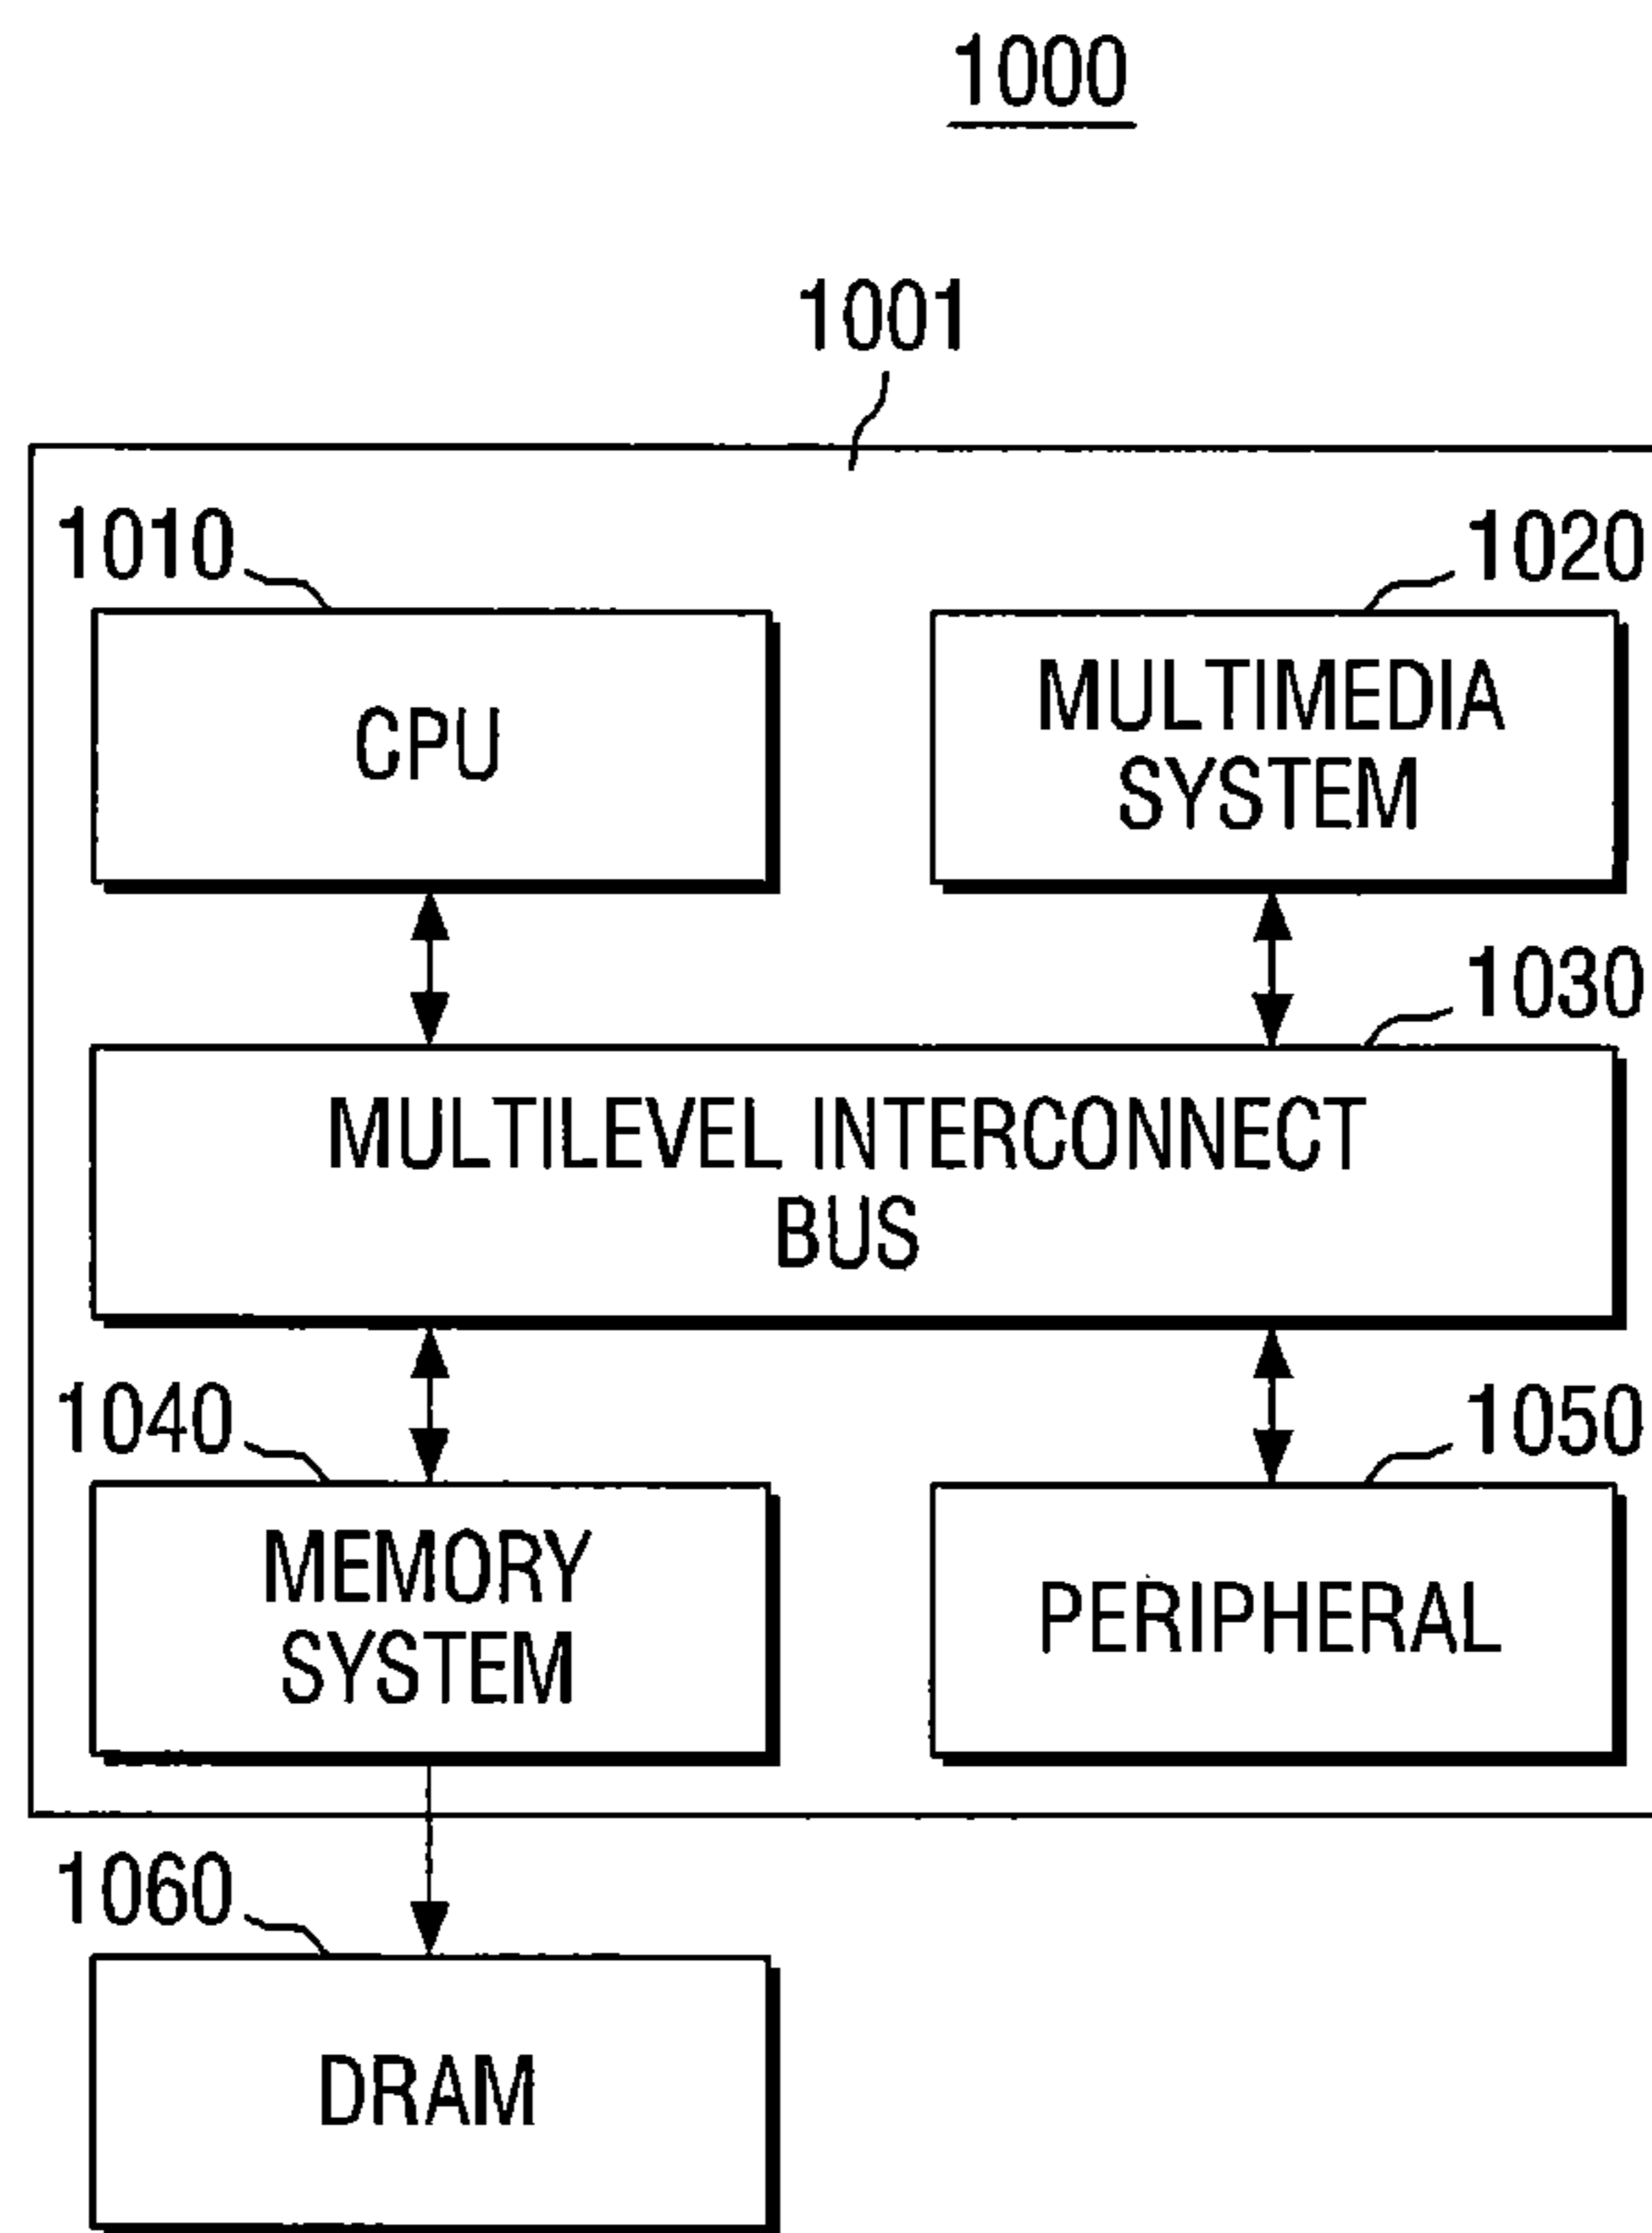 1000
1001
1010
1020
CPU
MULTIMEDIA
SYSTEM
1030
MULTILEVEL INTERCONNECT
BUS
1040
1050
MEMORY
SYSTEM
PERIPHERAL
1060
DRAM